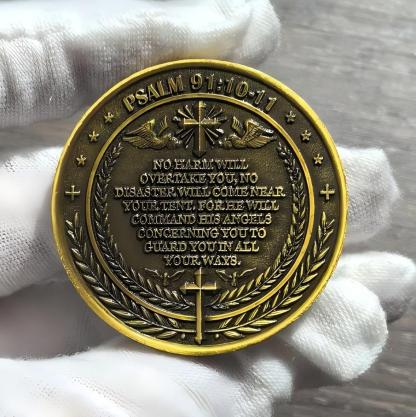 PSALM 91:10-11
NO HARM WILL
OVERTAKE YOU, NO
DISASTER WILL COME NEAR
YOUR TENT. FOR HE WILL
COMMAND HIS ANGELS
CONCERNING YOU TO
GUARD YOU IN ALL
YOUR WAYS.